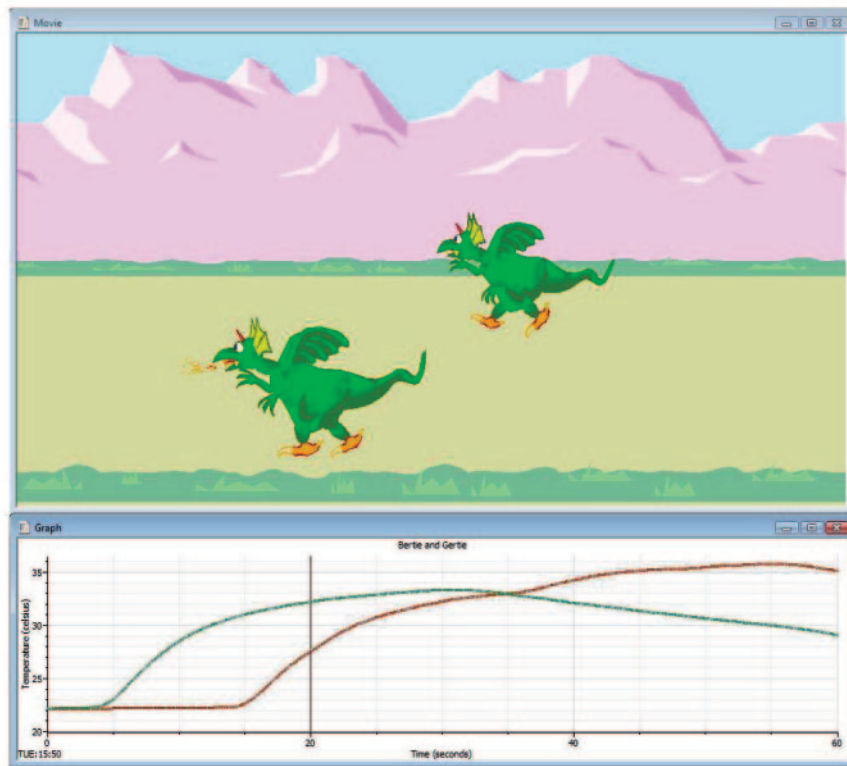 Movie
Graph
Bertie and Gertie
Temperature (celsius)
35
30
25
20
0
20
40
60
TUE:15:50
Time (seconds)